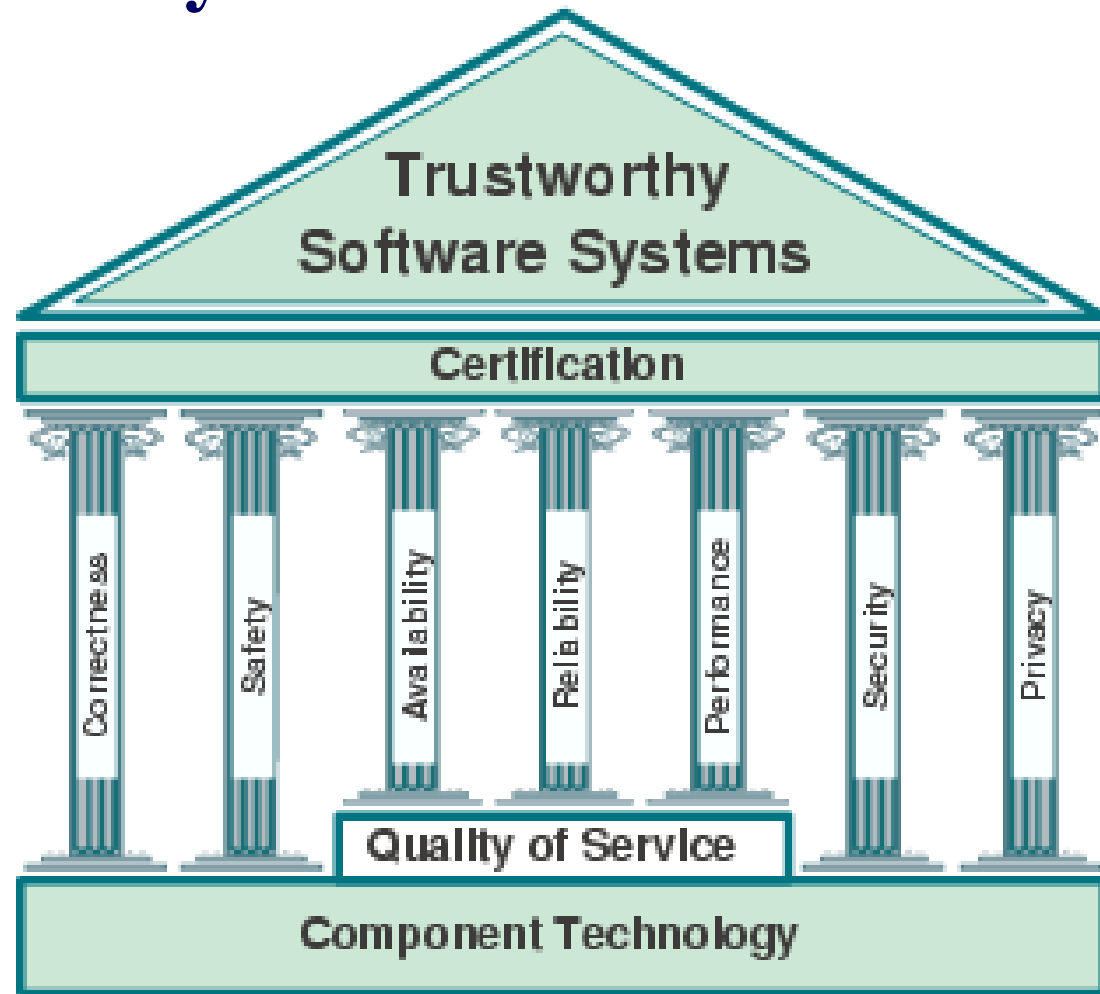 Trustworthy
Software Systems
Certification
Correctness
Safety
Availability
Reliability
Performance
Security
Privacy
Quality of Service
Component Technology